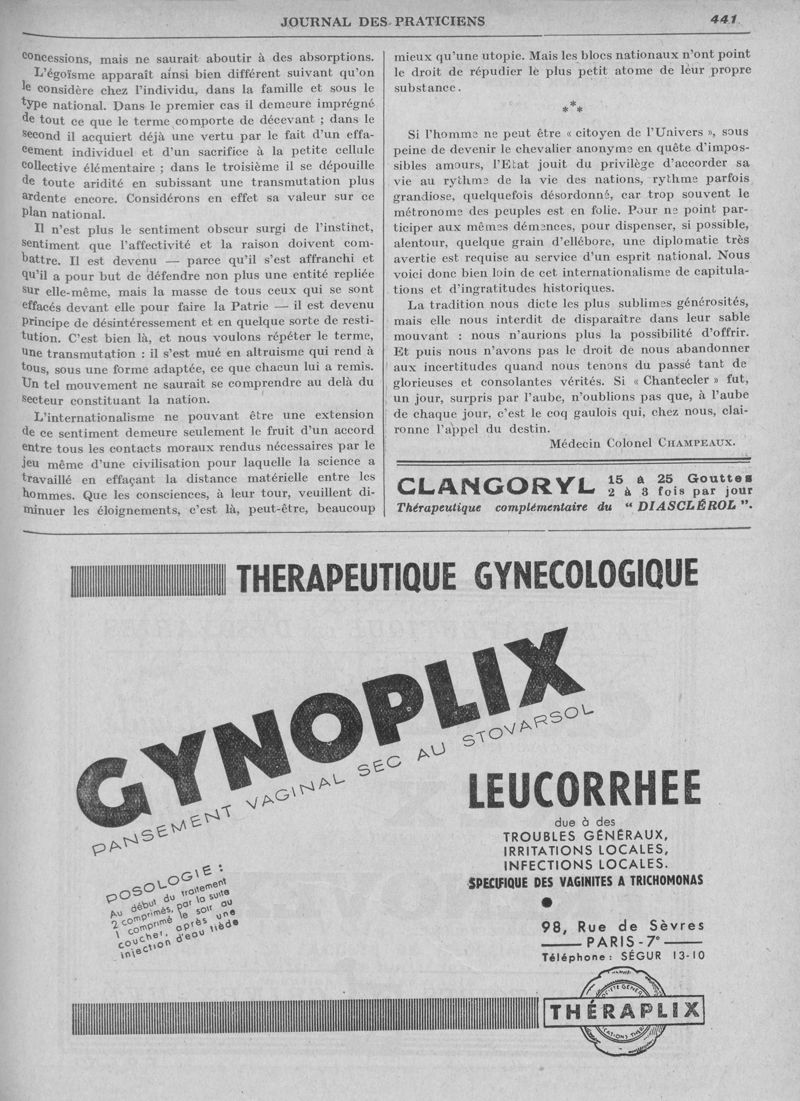 JOURNAL DES PRATICIENS
441
concessions, mais ne saurait aboutir à des absorptions.
L'égoïsme apparaît ainsi bien différent suivant qu'on
le considère chez l'individu, dans la famille et sous le
type national. Dans le premier cas il demeure imprégné
de tout ce que le terme comporte de décevant ; dans le
second il acquiert déjà une vertu par le fait d'un effa-
cement individuel et d'un sacrifice à la petite cellule
collective élémentaire ; dans le troisième il se dépouille
de toute aridité en subissant une transmutation plus
ardente encore. Considérons en effet sa valeur sur ce
plan national.
Il n'est plus le sentiment obscur surgi de l'instinct,
sentiment que l'affectivité et la raison doivent com-
battre. Il est devenu — parce qu'il s'est affranchi et
qu'il a pour but de défendre non plus une entité repliée
sur elle-même, mais la masse de tous ceux qui se sont
effacés devant elle pour faire la Patrie — il est devenu
principe de désintéressement et en quelque sorte de resti-
tution. C'est bien là, et nous voulons répéter le terme,
une transmutation : il s'est mué en altruisme qui rend à
tous, sous une forme adaptée, ce que chacun lui a remis.
Un tel mouvement ne saurait se comprendre au delà du
secteur constituant la nation.
L'internationalisme ne pouvant être une extension
de ce sentiment demeure seulement le fruit d'un accord
entre tous les contacts moraux rendus nécessaires par le
jeu même d'une civilisation pour laquelle la science a
travaillé en effaçant la distance matérielle entre les
hommes. Que les consciences, à leur tour, veuillent di-
minuer les éloignements, c'est là, peut-être, beaucoup
mieux qu'une utopie. Mais les blocs nationaux n'ont point
le droit de répudier le plus petit atome de leur propre
substance.
***
Si l'homme ne peut être « citoyen de l'Univers », sous
peine de devenir le chevalier anonyme en quête d'impos-
sibles amours, l'Etat jouit du privilège d'accorder sa
vie au rythme de la vie des nations, rythme parfois
grandiose, quelquefois désordonné, car trop souvent le
métronome des peuples est en folie. Pour ne point par-
ticiper aux mêmes démences, pour dispenser, si possible,
alentour, quelque grain d'ellébore, une diplomatie très
avertie est requise au service d'un esprit national. Nous
voici donc bien loin de cet internationalisme de capitula-
tions et d'ingratitudes historiques.
La tradition nous dicte les plus sublimes générosités,
mais elle nous interdit de disparaître dans leur sable
mouvant : nous n'aurions plus la possibilité d'offrir.
Et puis nous n'avons pas le droit de nous abandonner
aux incertitudes quand nous tenons du passé tant de
glorieuses et consolantes vérités. Si « Chantecler » fut,
un jour, surpris par l'aube, n'oublions pas que, à l'aube
de chaque jour, c'est le coq gaulois qui, chez nous, clai-
ronne l'appel du destin.
Médecin Colonel CHAMPEAUX.
CLANGORYL 15 à 25 Gouttes
2 à 3 fois par jour
Thérapeutique complémentaire du “ DIASCLÉROL ”.
THERAPEUTIQUE GYNECOLOGIQUE
GYNOPLIX
PANSEMENT VAGINAL SEC AU STOVARSOL
LEUCORRHEE
due à des
TROUBLES GÉNÉRAUX,
IRRITATIONS LOCALES,
INFECTIONS LOCALES.
SPECIFIQUE DES VAGINITES A TRICHOMONAS
POSOLOGIE :
Au début du traitement
2 comprimés, par la suite
1 comprimé le soir au
coucher, après une
injection d'eau tiède
98, Rue de Sèvres
PARIS - 7e
Téléphone : SÉGUR 13-10
THÉRAPLIX